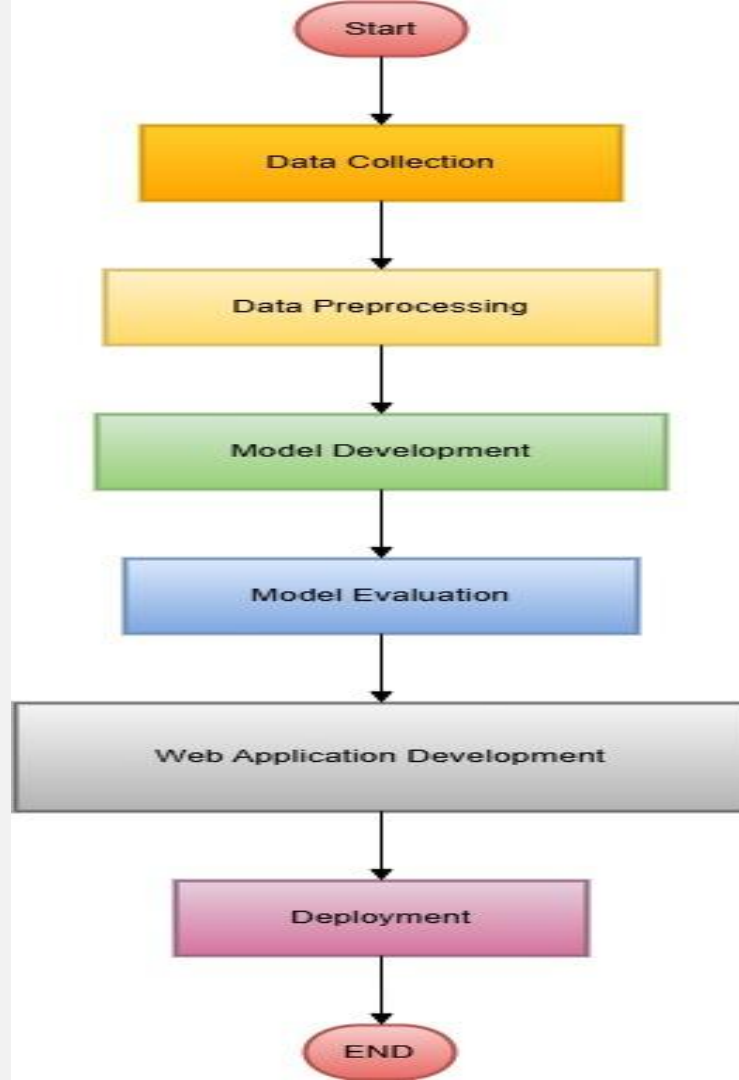 Start
Data Collection
Data Preprocessing
Model Development
Model Evaluation
Web Application Development
Deployment
END